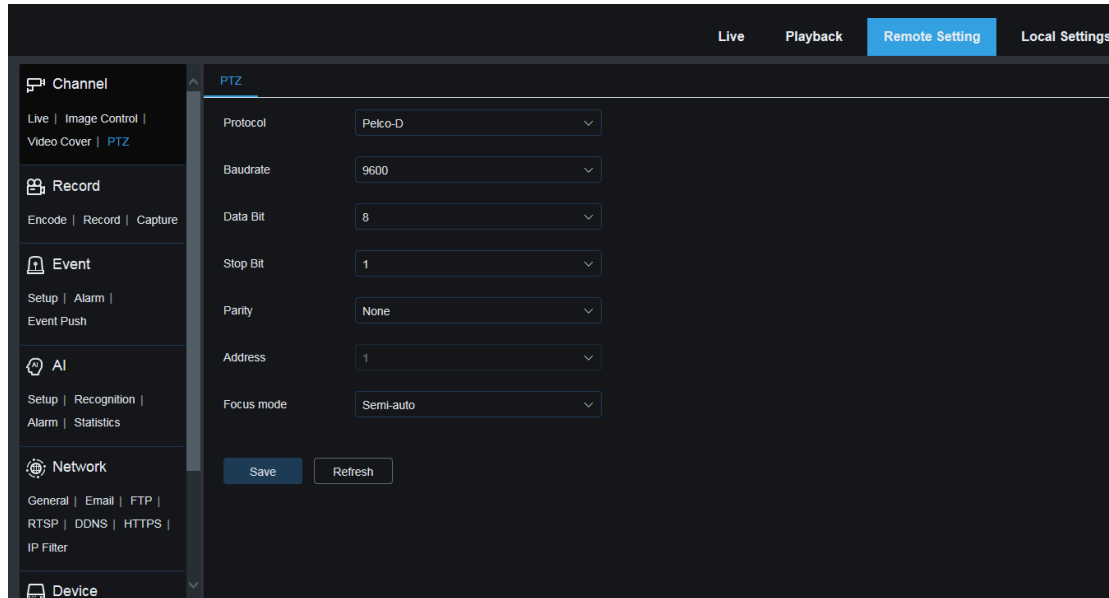 Live Playback Remote Setting Local Settings
Channel
Live | Image Control |
Video Cover | PTZ
Record
Encode | Record | Capture
Event
Setup | Alarm |
Event Push
AI
AI
Setup | Recognition |
Alarm | Statistics
Network
General | Email | FTP |
RTSP | DDNS | HTTPS |
IP Filter
Device
PTZ
Protocol Pelco-D
Baudrate 9600
Data Bit 8
Stop Bit 1
Parity None
Address 1
Focus mode Semi-auto
Save Refresh